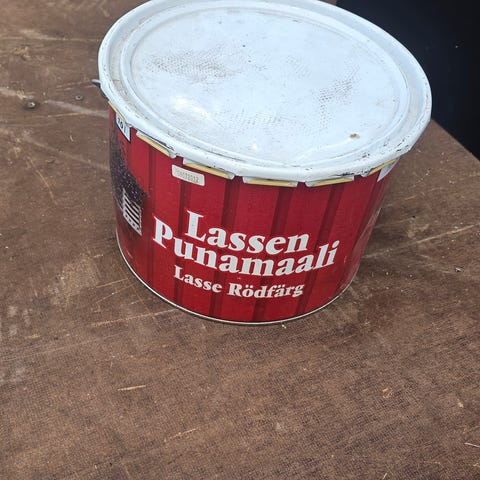 Lassen
Punamaali
Lasse Rödfärg